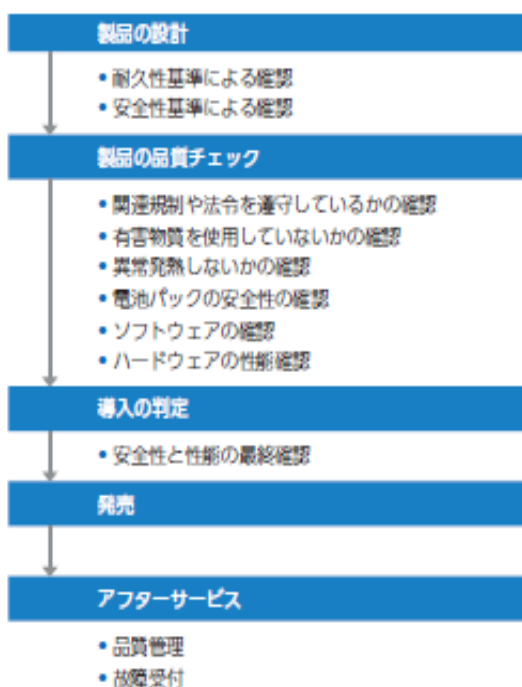 製品の設計
• 耐久性基準による確認
• 安全性基準による確認
製品の品質チェック
• 関連規制や法令を遵守しているかの確認
• 有害物質を使用していないかの確認
• 異常発熱しないかの確認
• 電池パックの安全性の確認
• ソフトウェアの確認
• ハードウェアの性能確認
導入の判定
• 安全性と性能の最終確認
発売
アフターサービス
• 品質管理
• 故障受付